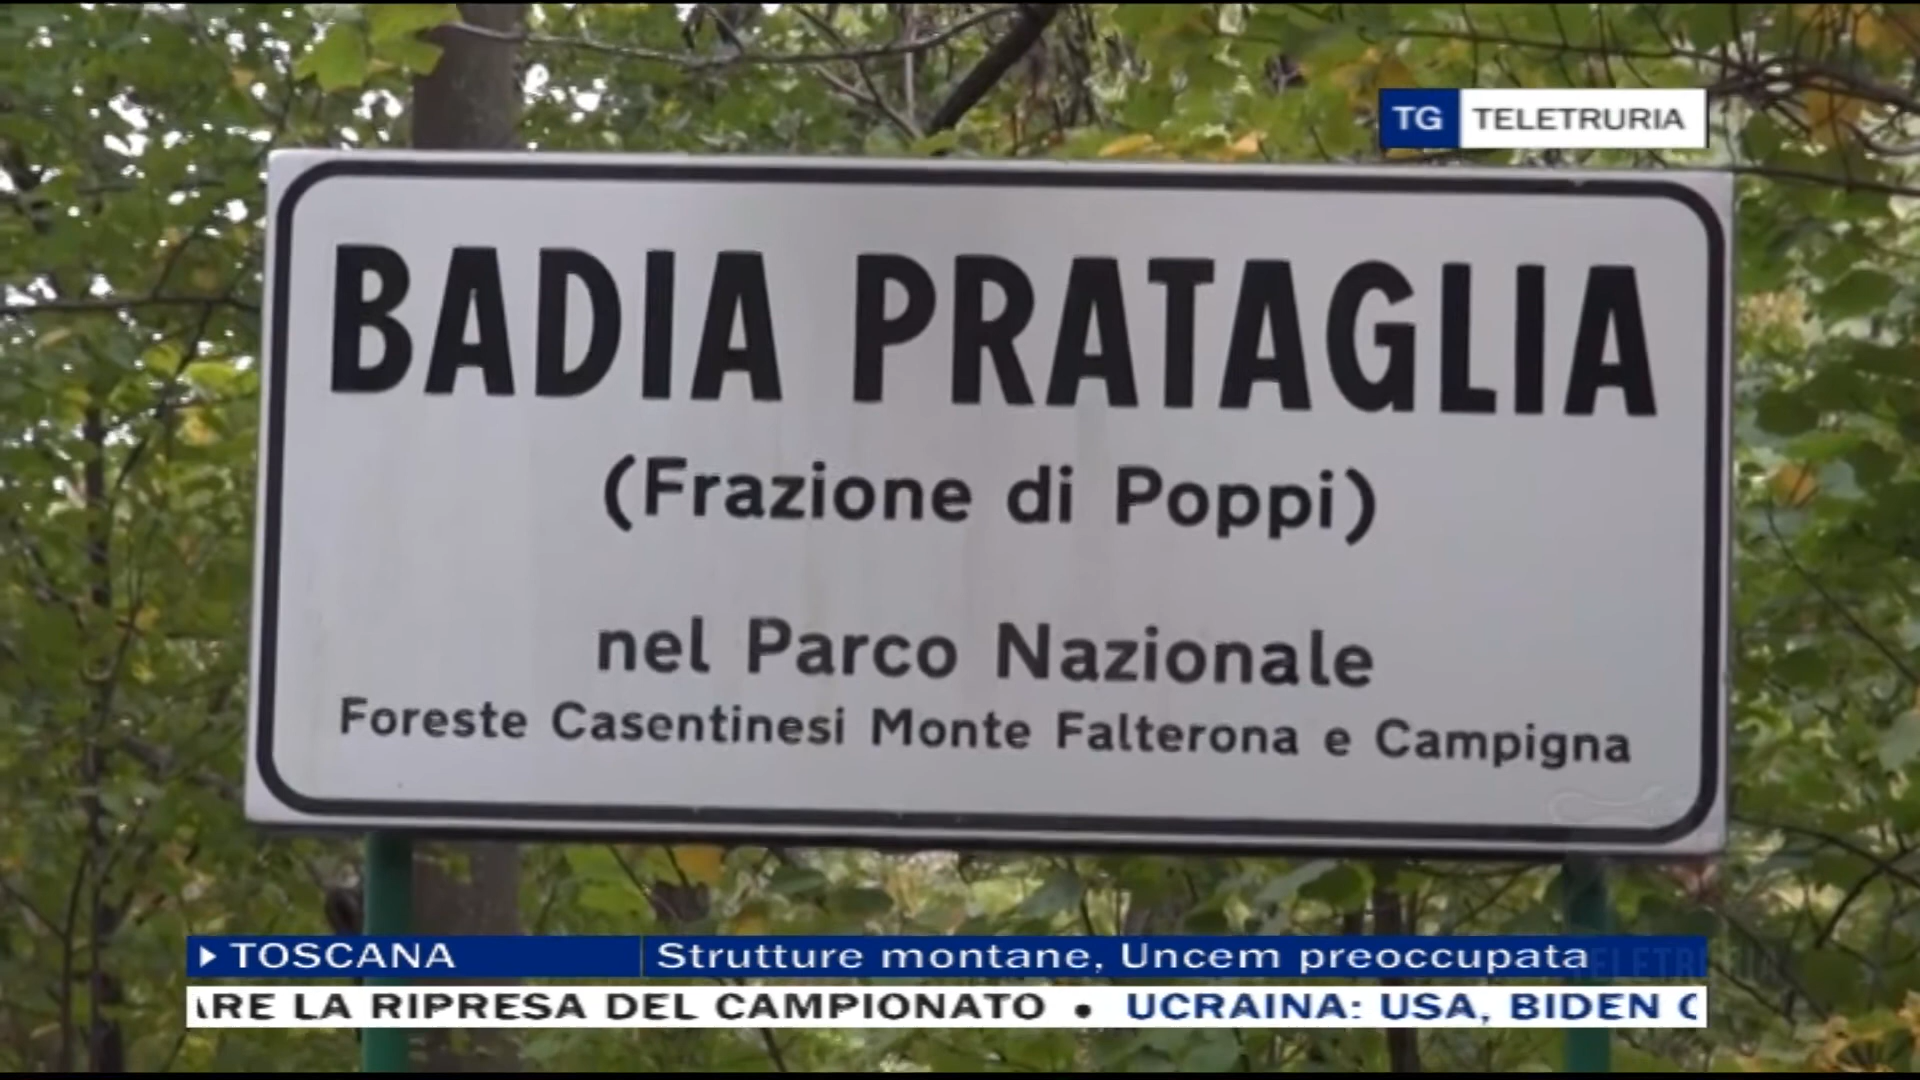 TG TELETRURIA
BADIA PRATAGLIA
(Frazione di Poppi)
nel Parco Nazionale
Foreste Casentinesi Monte Falterona e Campigna
TOSCANA
Strutture montane, Uncem preoccupata
RE LA RIPRESA DEL CAMPIONATO • UCRAINA: USA, BIDEN